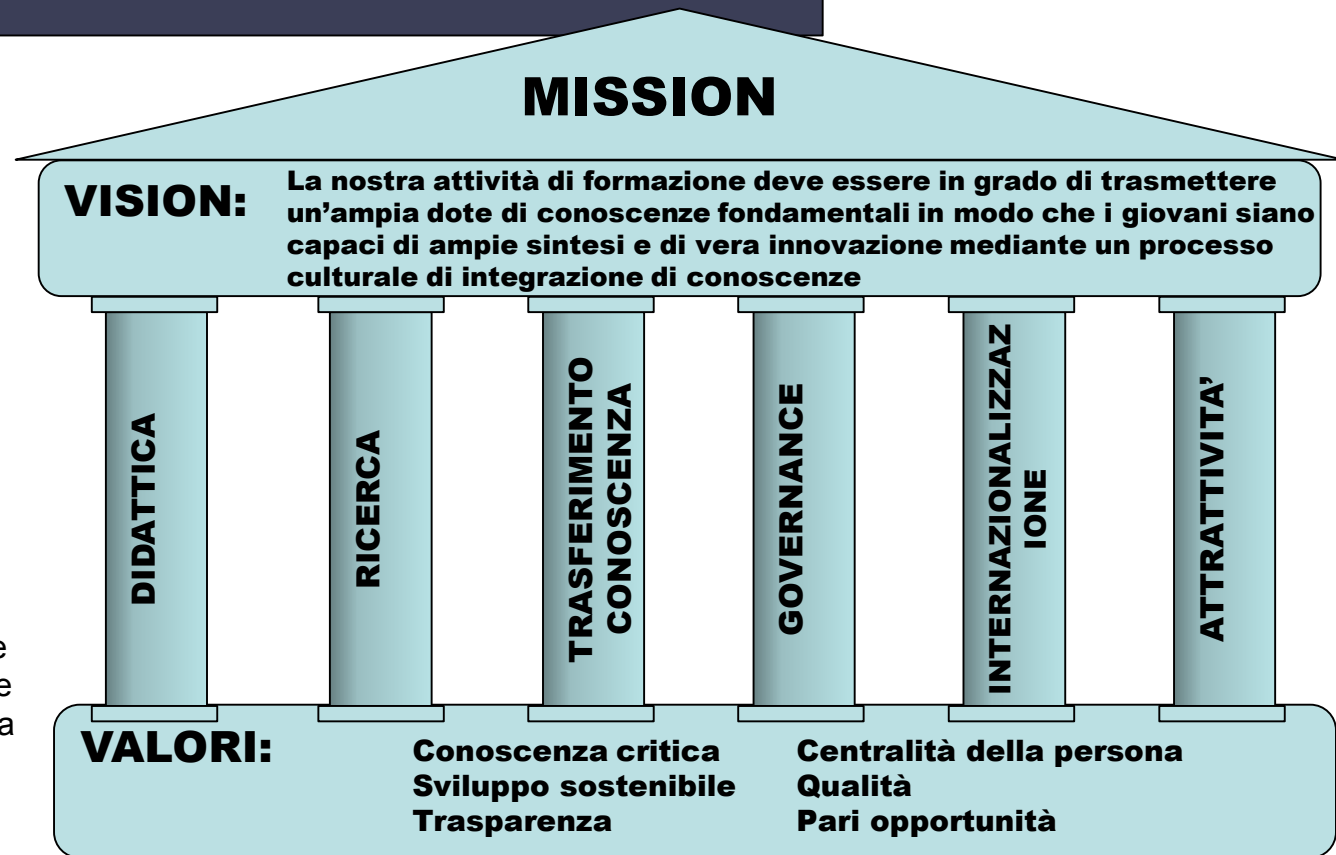 MISSION
VISION:
La nostra attività di formazione deve essere in grado di trasmettere
un’ampia dote di conoscenze fondamentali in modo che i giovani siano
capaci di ampie sintesi e di vera innovazione mediante un processo
culturale di integrazione di conoscenze
DIDATTICA
RICERCA
TRASFERIMENTO
CONOSCENZA
GOVERNANCE
INTERNAZIONALIZZAZ
IONE
ATTRATTIVITA’
e
e
a
VALORI:
Conoscenza critica
Sviluppo sostenibile
Trasparenza
Centralità della persona
Qualità
Pari opportunità